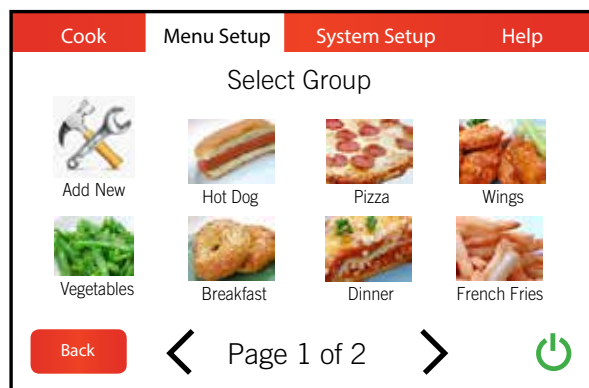 Cook Menu Setup System Setup Help
Select Group
Add New Hot Dog Pizza Wings
Vegetables Breakfast Dinner French Fries
Back Page 1 of 2